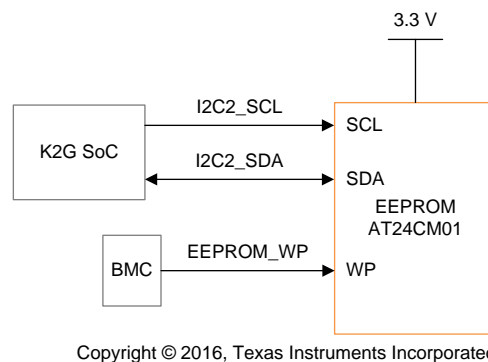 3.3 V
I2C2_SCL
SCL
K2G SoC
I2C2_SDA
SDA
EEPROM
AT24CM01
EEPROM_WP
BMC
WP
Copyright © 2016, Texas Instruments Incorporated